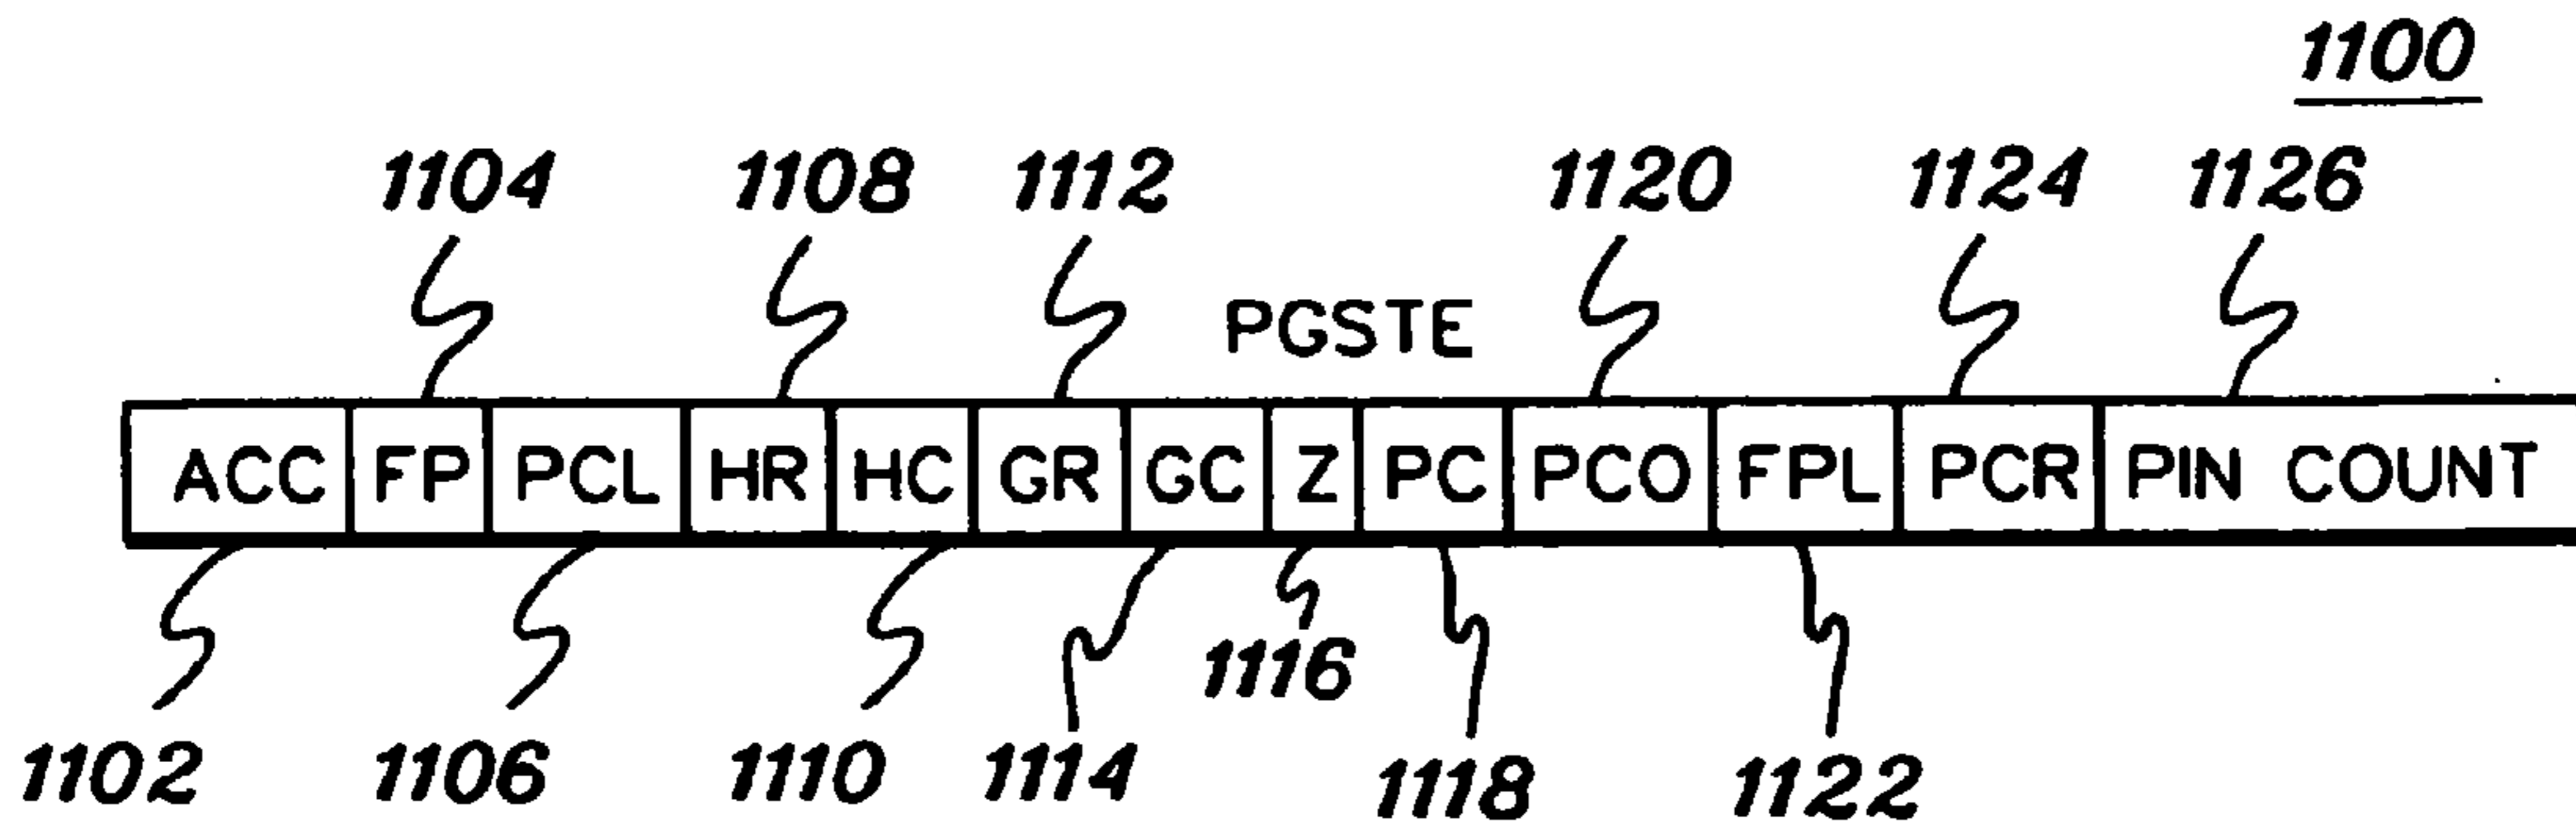 1100
1104 1108 1112 1120 1124 1126
PGSTE
ACC FP PCL HR HC GR GC Z PC PCO FPL PCR PIN COUNT
1116
1102 1106 1110 1114 1118 1122